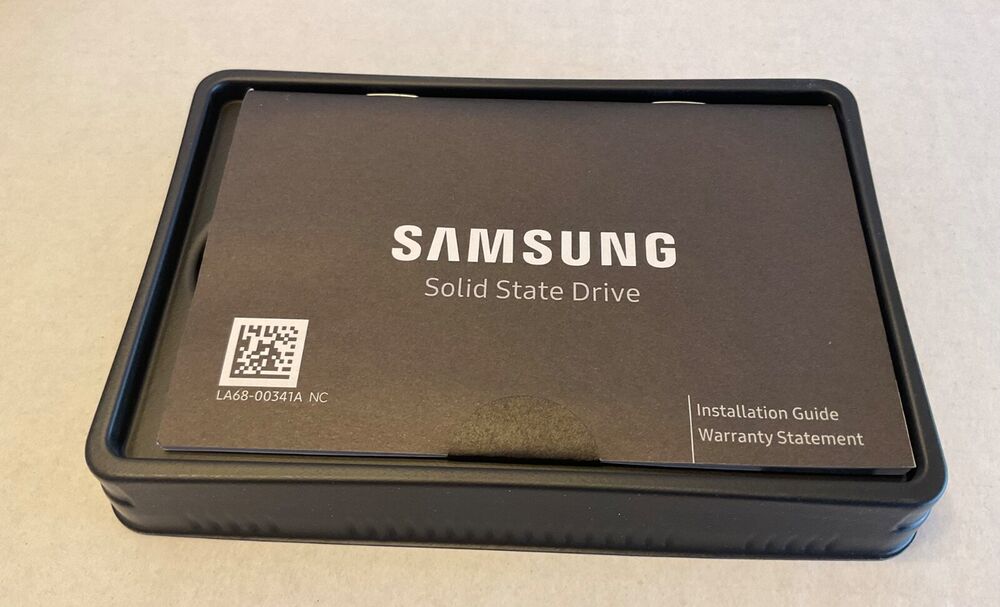 SAMSUNG
Solid State Drive
LA68-00341A NC
Installation Guide
Warranty Statement